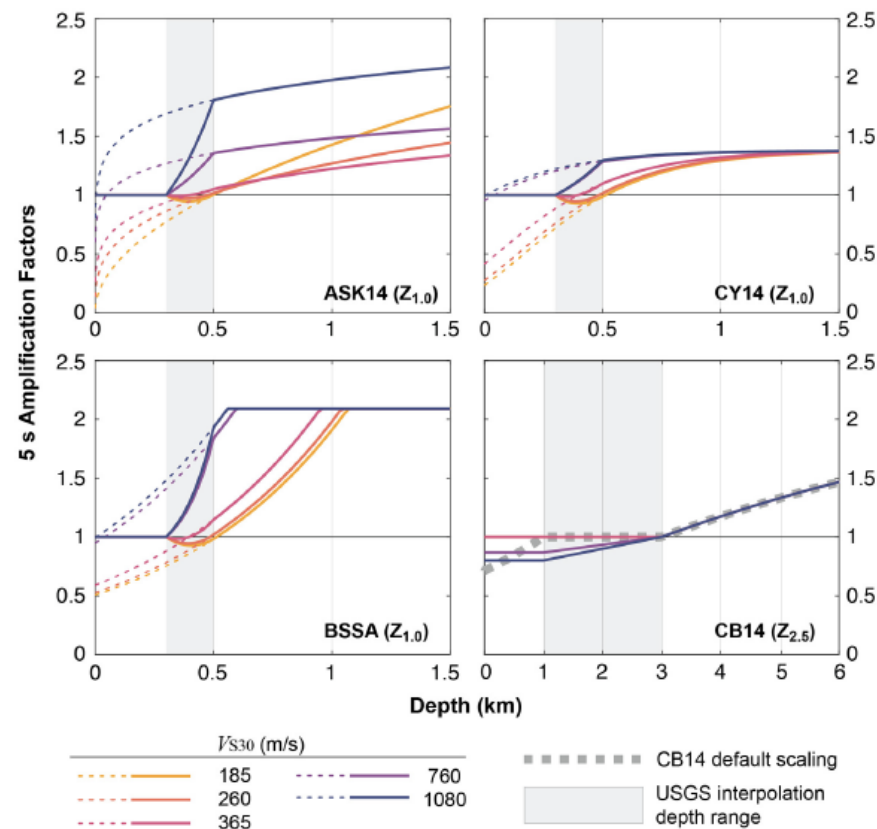 2.5 2.5
2 2
1.5 1.5
1 1
0.5 0.5
0 0
0 0.5 1 1.5 0 0.5 1 1.5
ASK14 (Z1.0) CY14 (Z1.0)
5 s Amplification Factors
2.5 2.5
2 2
1.5 1.5
1 1
0.5 0.5
0 0
0 0.5 1 1.5 0 1 2 3 4 5 6
BSSA (Z1.0) CB14 (Z2.5)
Depth (km)
VS30 (m/s)
185 760
260 1080
365
CB14 default scaling
USGS interpolation
depth range